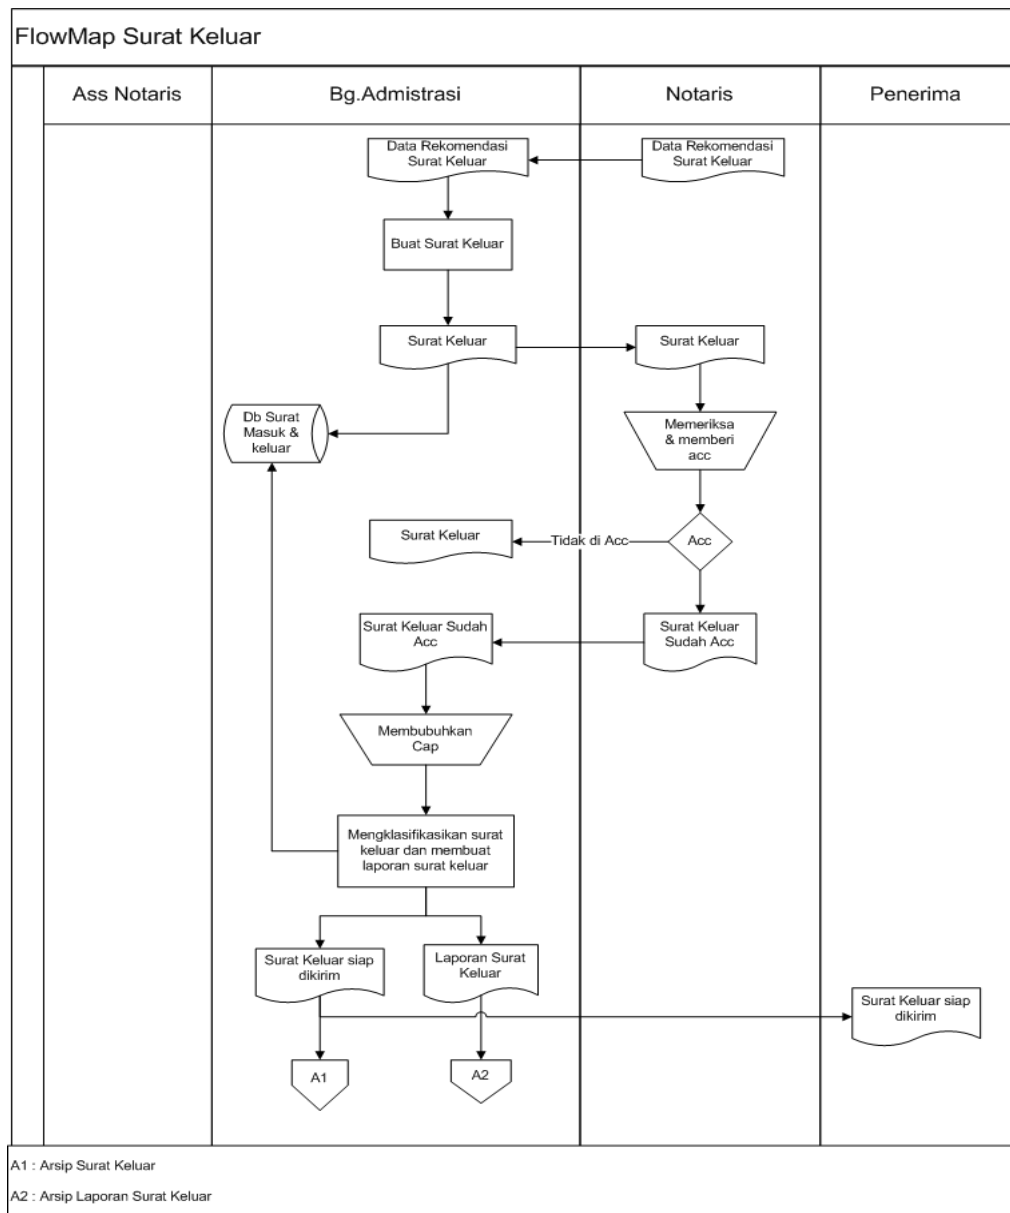 FlowMap Surat Keluar
Ass Notaris
Bg.Admistrasi
Notaris
Penerima
Data Rekomendasi
Surat Keluar
Data Rekomendasi
Surat Keluar
Buat Surat Keluar
Surat Keluar
Surat Keluar
Db Surat
Masuk &
keluar
Memeriksa
& memberi
acc
Surat Keluar
Tidak di Acc
Acc
Surat Keluar Sudah
Acc
Surat Keluar
Sudah Acc
Membubuhkan
Cap
Mengklasifikasikan surat
keluar dan membuat
laporan surat keluar
Surat Keluar siap
dikirim
Laporan Surat
Keluar
Surat Keluar siap
dikirim
A1
A2
A1 : Arsip Surat Keluar
A2 : Arsip Laporan Surat Keluar